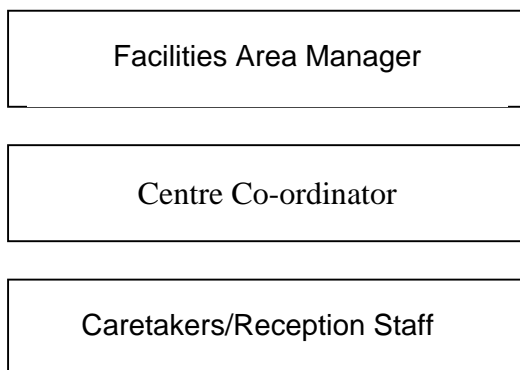 Facilities Area Manager
Centre Co-ordinator
Caretakers/Reception Staff